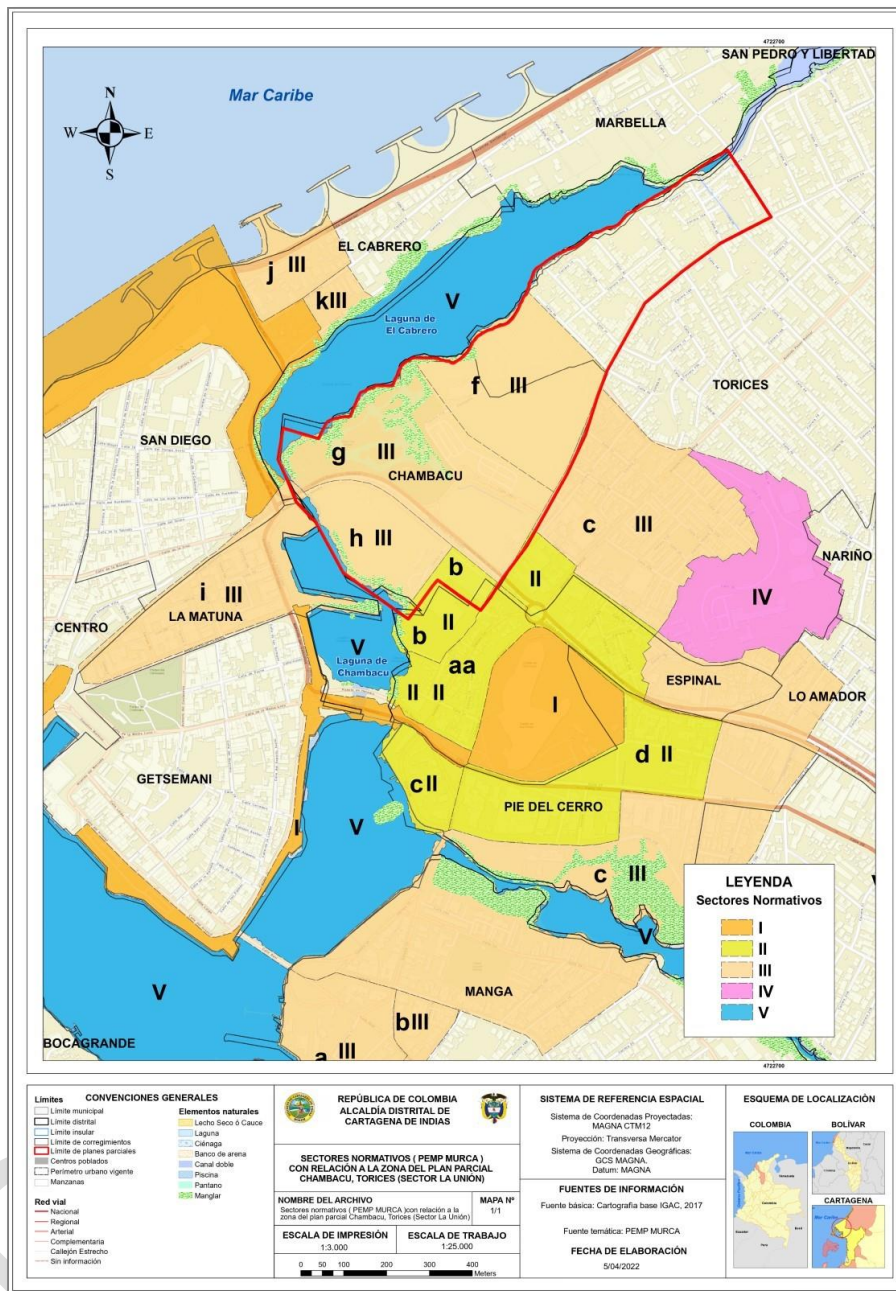 4722700
SAN PEDRO Y LIBERTAD
Mar Caribe
MARBELLA
N
W E
S
EL CABRERO
j III
k III
V
Laguna de
El Cabrero
f III
TORICES
SAN DIEGO
g III
CHAMBACU
c III
h III
NARIÑO
b
II
i III
LA MATUNA
IV
CENTRO
b II
V
Laguna de
Chambacu
aa
ESPINAL
LO AMADOR
II II
I
d II
GETSEMANI
c II
PIE DEL CERRO
V
I
c III
V
MANGA
V
BOCAGRANDE
b III
a III
LEYENDA
Sectores Normativos
I
II
III
IV
V
4722700
CONVENCIONES GENERALES
Límites
Límite municipal
Límite distrital
Límite insular
Límite de corregimientos
Límite de planes parciales
Centros poblados
Perímetro urbano vigente
Manzanas
Red vial
Nacional
Regional
Arterial
Complementaria
Callejón Estrecho
Sin información
Elementos naturales
Lecho Seco ó Cauce
Laguna
Ciénaga
Banco de arena
Canal doble
Piscina
Pantano
Manglar
REPÚBLICA DE COLOMBIA
ALCALDÍA DISTRITAL DE
CARTAGENA DE INDIAS
SECTORES NORMATIVOS ( PEMP MURCA )
CON RELACIÓN A LA ZONA DEL PLAN PARCIAL
CHAMBACU, TORICES (SECTOR LA UNIÓN)
NOMBRE DEL ARCHIVO
Sectores normativos ( PEMP MURCA )con relación a la
zona del plan parcial Chambacu, Torices (Sector La Unión)
MAPA Nº
1/1
ESCALA DE IMPRESIÓN
1:3.000
ESCALA DE TRABAJO
1:25.000
0 50 100 200 300 400
Meters
SISTEMA DE REFERENCIA ESPACIAL
Sistema de Coordenadas Proyectadas:
MAGNA CTM12
Proyección: Transversa Mercator
Sistema de Coordenadas Geográficas:
GCS MAGNA,
Datum: MAGNA
FUENTES DE INFORMACIÓN
Fuente básica: Cartografía base IGAC, 2017
Fuente temática: PEMP MURCA
FECHA DE ELABORACIÓN
5/04/2022
ESQUEMA DE LOCALIZACIÓN
COLOMBIA
BOLÍVAR
CARTAGENA
Mar Caribe